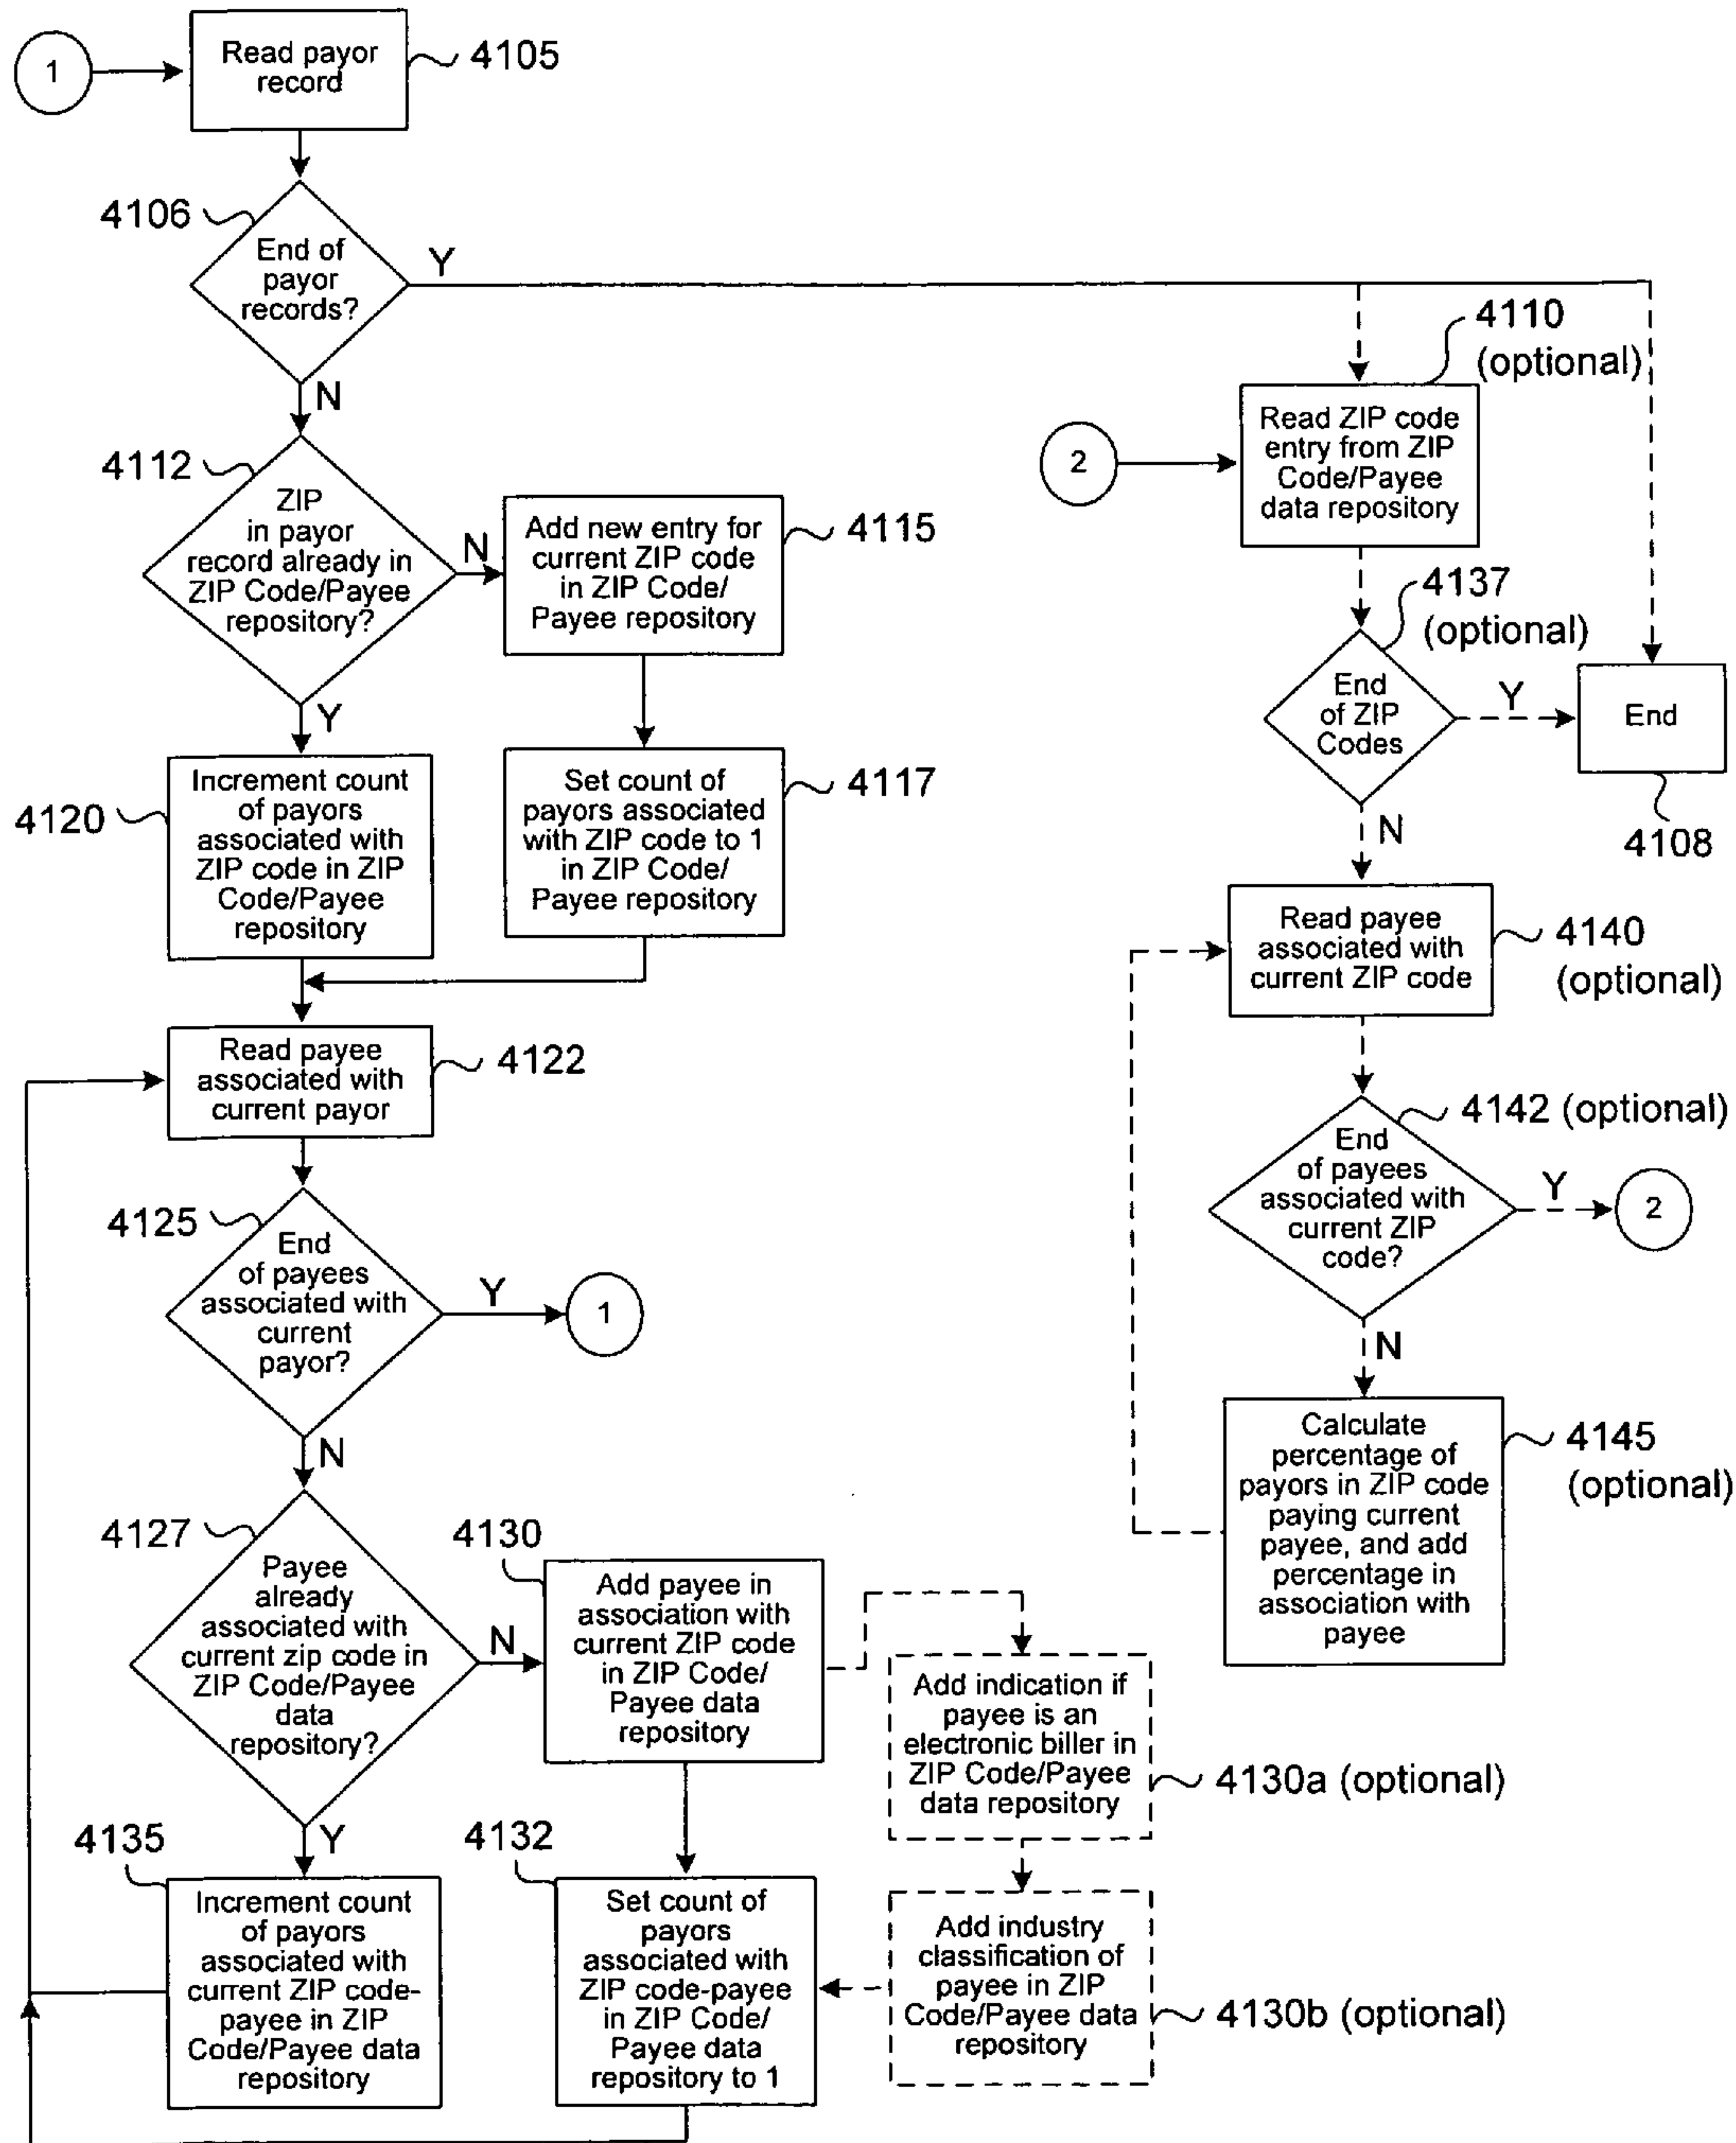 1
Read payor
record
4105
4106
End of
payor
records?
Y
N
4110
(optional)
Read ZIP code
entry from ZIP
Code/Payee
data repository
2
4112
ZIP
in payor
record already in
ZIP Code/Payee
repository?
N
Y
Add new entry for
current ZIP code
in ZIP Code/
Payee repository
4115
4137
(optional)
End
of ZIP
Codes
Y
N
End
4108
4120
Increment count
of payors
associated with
ZIP code in ZIP
Code/Payee
repository
Set count of
payors associated
with ZIP code to 1
in ZIP Code/
Payee repository
4117
Read payee
associated with
current ZIP code
4140
(optional)
Read payee
associated with
current payor
4122
4142 (optional)
End
of payees
associated with
current ZIP
code?
Y
2
N
4125
End
of payees
associated with
current
payor?
Y
1
N
Calculate
percentage of
payors in ZIP code
paying current
payee, and add
percentage in
association with
payee
4145
(optional)
4127
Payee
already
associated with
current zip code in
ZIP Code/Payee
data
repository?
N
Y
4130
Add payee in
association with
current ZIP code
in ZIP Code/
Payee data
repository
Add indication if
payee is an
electronic biller in
ZIP Code/Payee
data repository
4130a (optional)
4135
Increment count
of payors
associated with
current ZIP code-
payee in ZIP
Code/Payee data
repository
4132
Set count of
payors
associated with
ZIP code-payee
in ZIP Code/
Payee data
repository to 1
Add industry
classification of
payee in ZIP
Code/Payee data
repository
4130b (optional)